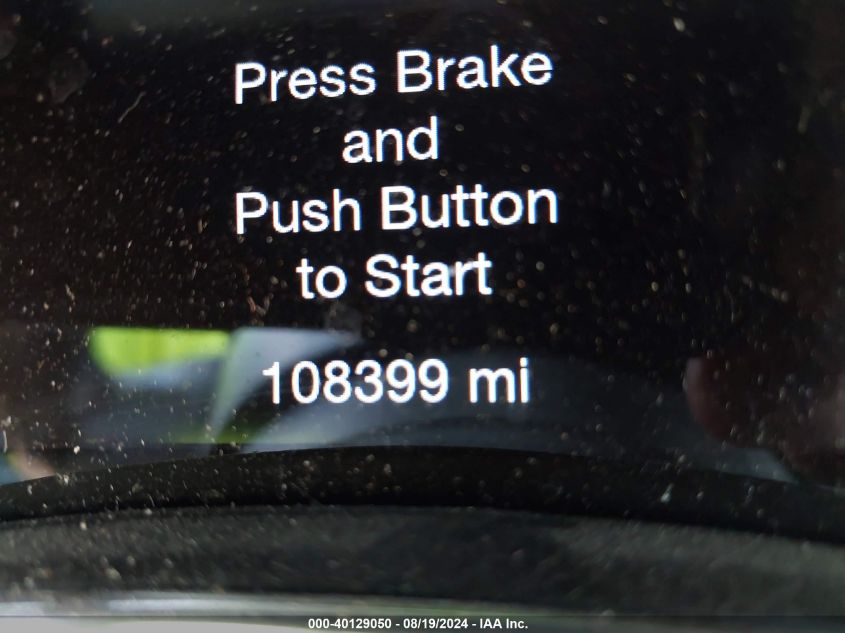 Press Brake
and
Push Button
to Start
108399 mi
000-40129050 - 08/19/2024 - IAA Inc.